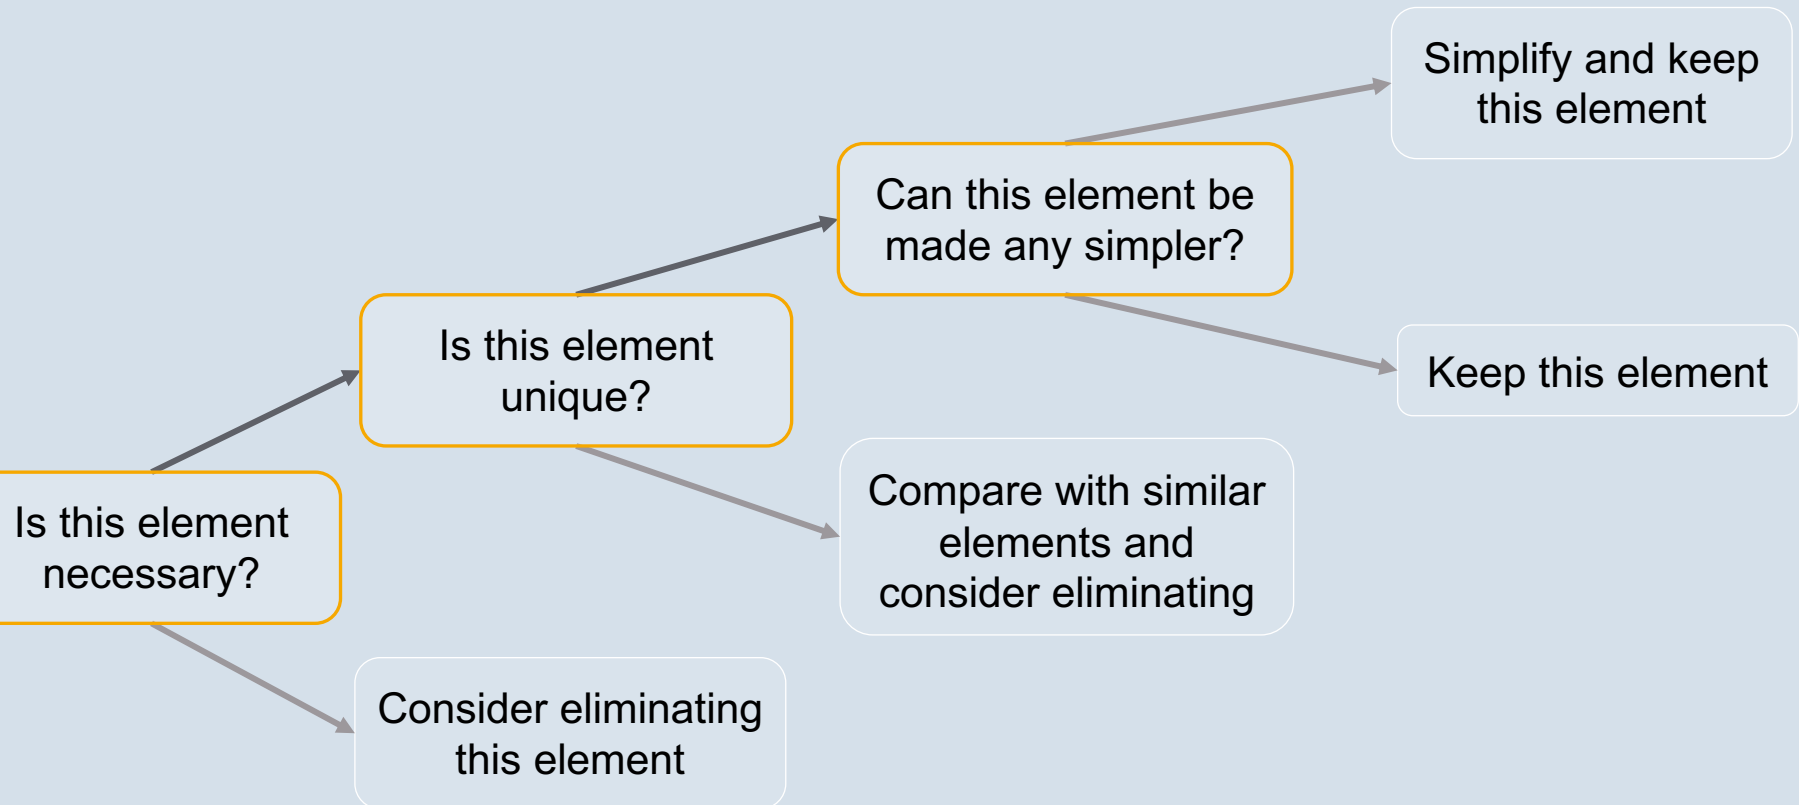 Simplify and keep
this element
Can this element be
made any simpler?
Is this element
unique?
Keep this element
Is this element
necessary?
Compare with similar
elements and
consider eliminating
Consider eliminating
this element